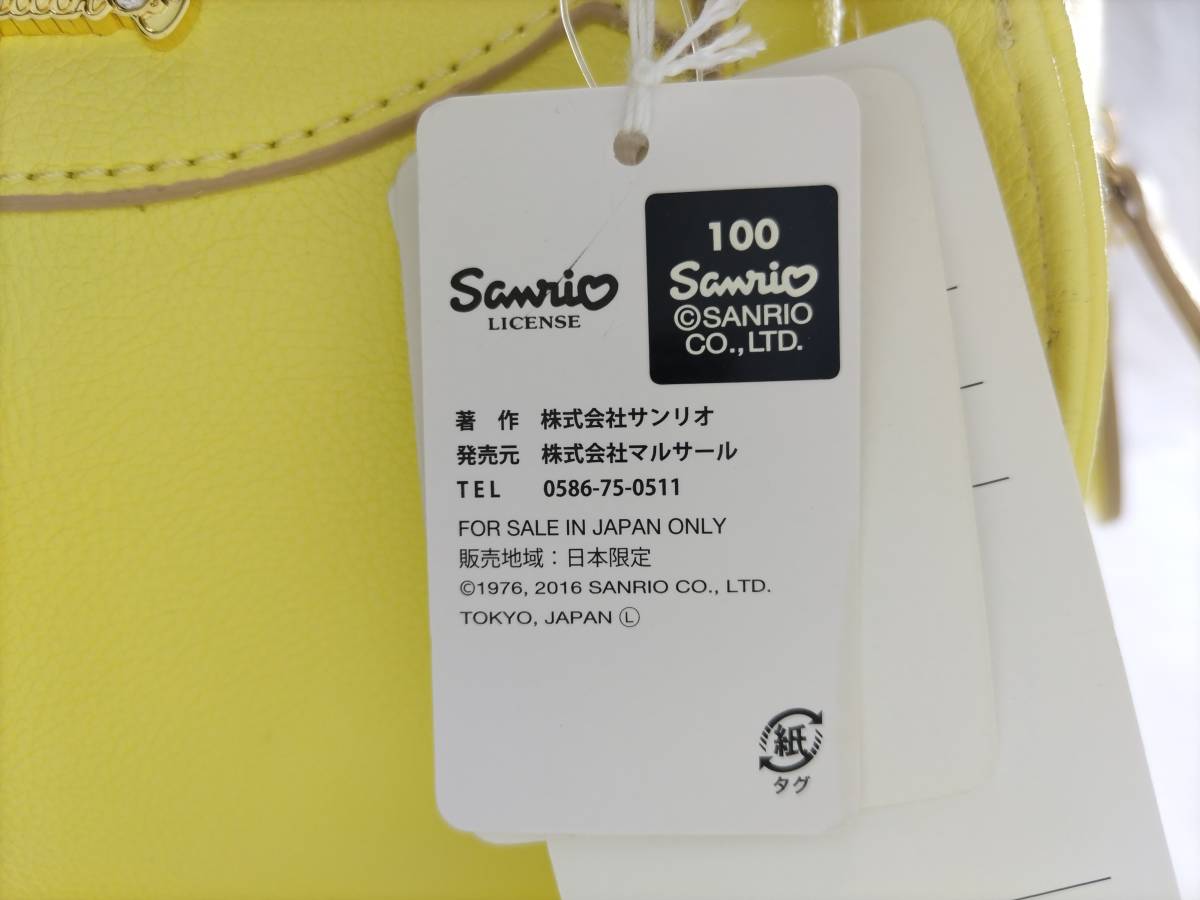 Sanrio
LICENSE
100
Sanrio
©SANRIO
CO.,LTD.
著 作 株式会社サンリオ
発売元 株式会社マルサール
TEL 0586-75-0511
FOR SALE IN JAPAN ONLY
販売地域：日本限定
©1976, 2016 SANRIO CO., LTD.
TOKYO, JAPAN Ⓛ
紙
タグ